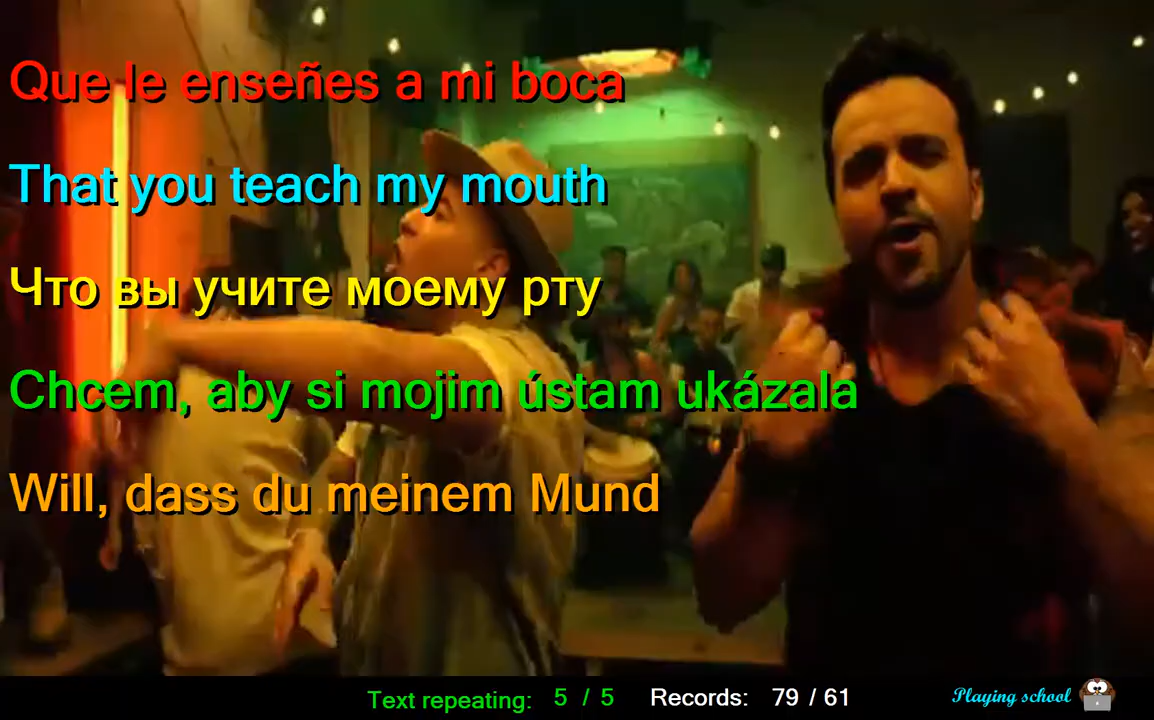 Que le enseñes a mi boca
That you teach my mouth
Что вы учите моему рту
Chcem, aby si mojim ústam ukázala
Will, dass du meinem Mund
Text repeating: 5 / 5 Records: 79 / 61 Playing school